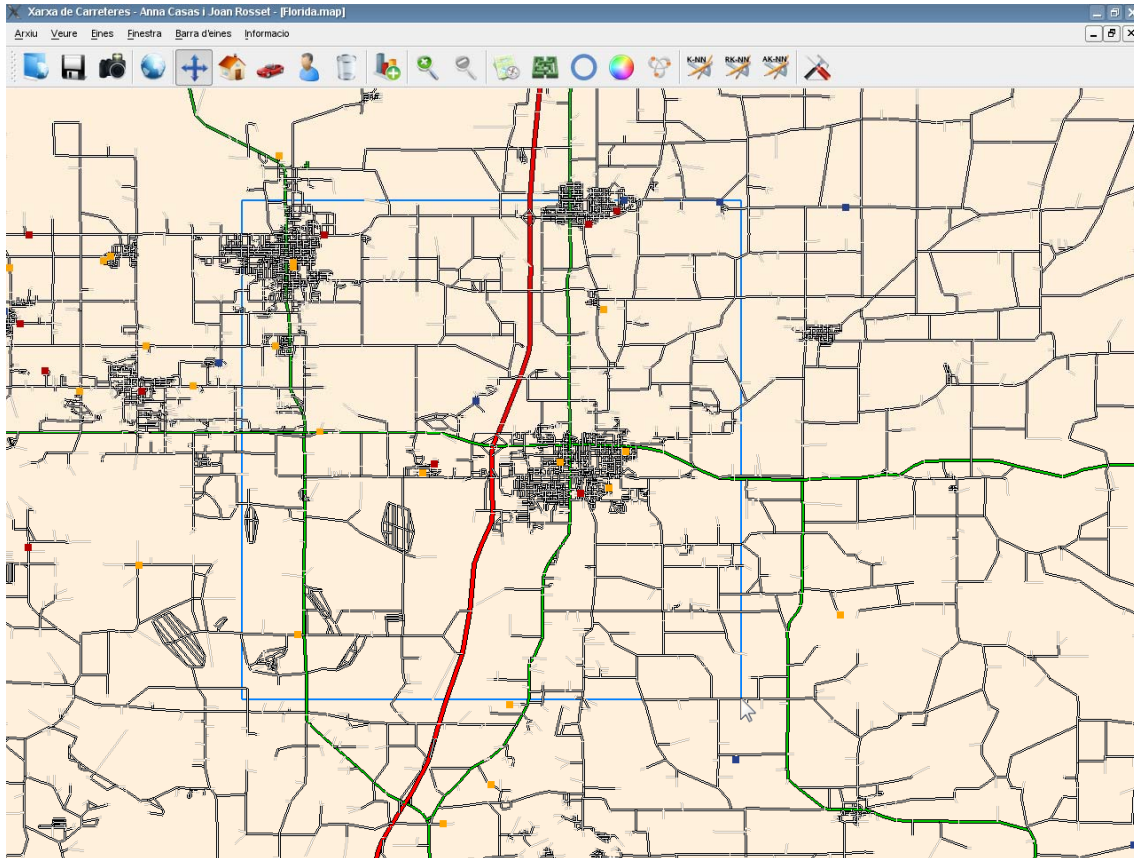 Xarxa de Carreteres - Anna Casas i Joan Rosset - [Florida.map]
Arxiu Veure Eines Finestra Barra d'eines Informacio
K-NN RK-NN AK-NN